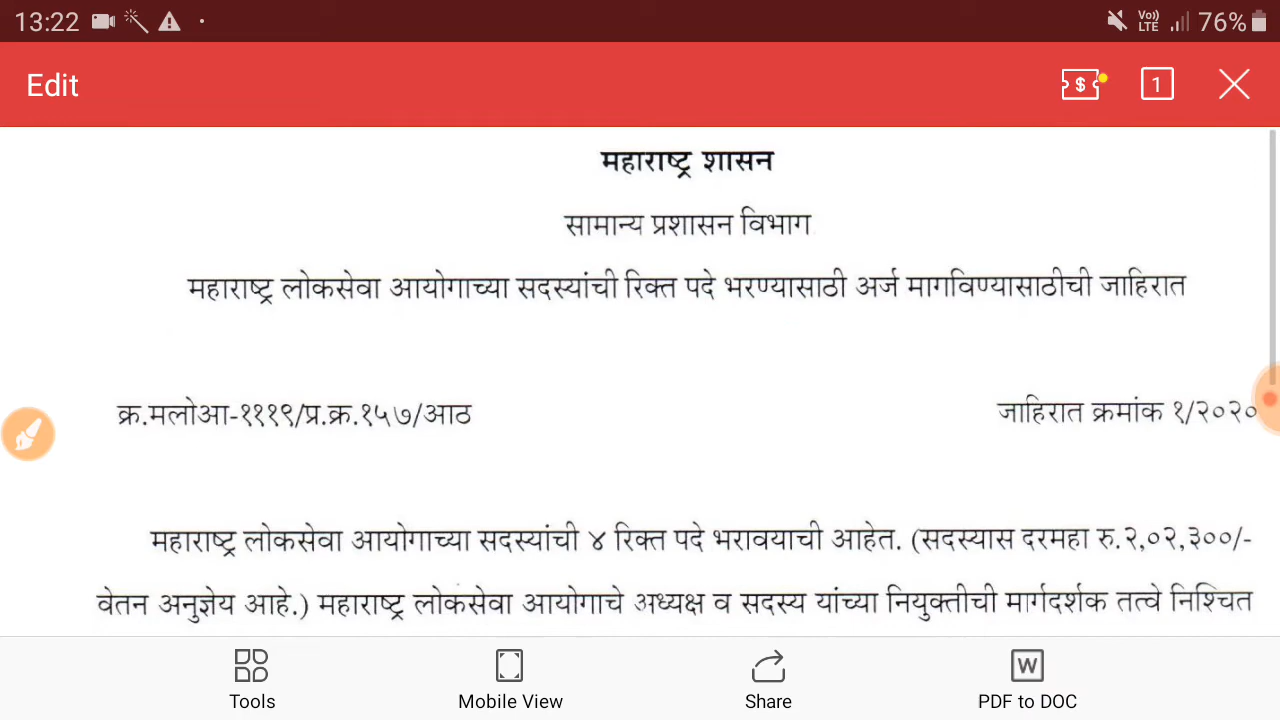 13:22
Vo)) LTE 76%
Edit
$ 1
महाराष्ट्र शासन
सामान्य प्रशासन विभाग
महाराष्ट्र लोकसेवा आयोगाच्या सदस्यांची रिक्त पदे भरण्यासाठी अर्ज मागविण्यासाठीची जाहिरात
क्र.मलोआ-१११९/प्र.क्र.१५७/आठ जाहिरात क्रमांक १/२०२०
महाराष्ट्र लोकसेवा आयोगाच्या सदस्यांची ४ रिक्त पदे भरावयाची आहेत. (सदस्यास दरमहा रु.२,०२,३००/-
वेतन अनुज्ञेय आहे.) महाराष्ट्र लोकसेवा आयोगाचे अध्यक्ष व सदस्य यांच्या नियुक्तीची मार्गदर्शक तत्वे निश्चित
W
Tools Mobile View Share PDF to DOC